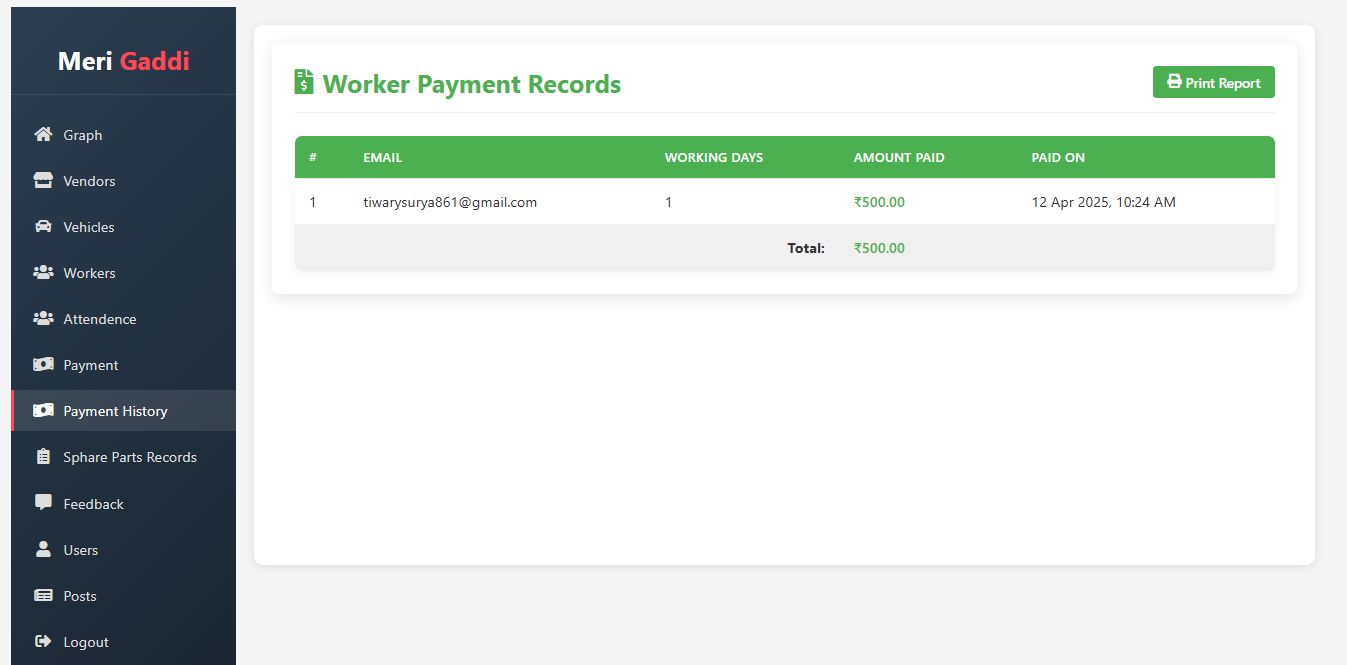 Meri Gaddi
Graph
Vendors
Vehicles
Workers
Attendence
Payment
Payment History
Sphare Parts Records
Feedback
Users
Posts
Logout
Worker Payment Records
Print Report
# EMAIL WORKING DAYS AMOUNT PAID PAID ON
1 tiwarysurya861@gmail.com 1 ₹500.00 12 Apr 2025, 10:24 AM
Total: ₹500.00